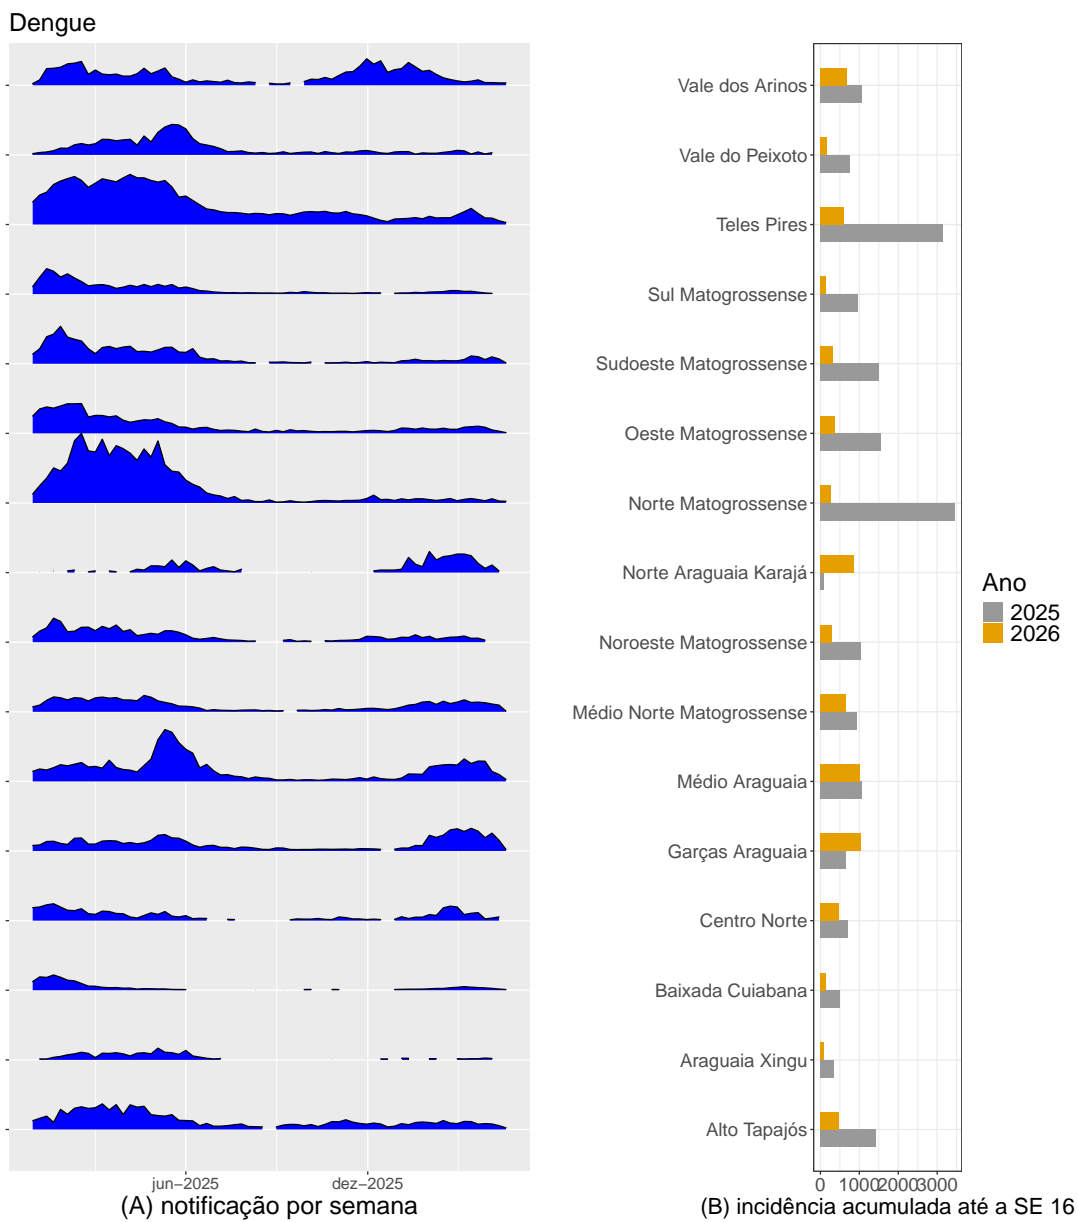 Dengue
Vale dos Arinos
Vale do Peixoto
Teles Pires
Sul Matogrossense
Sudoeste Matogrossense
Oeste Matogrossense
Norte Matogrossense
Norte Araguaia Karajá
Noroeste Matogrossense
Médio Norte Matogrossense
Médio Araguaia
Garças Araguaia
Centro Norte
Baixada Cuiabana
Araguaia Xingu
Alto Tapajós
Ano
2025
2026
jun−2025 dez−2025
0 1000 2000 3000
(A) notificação por semana
(B) incidência acumulada até a SE 16